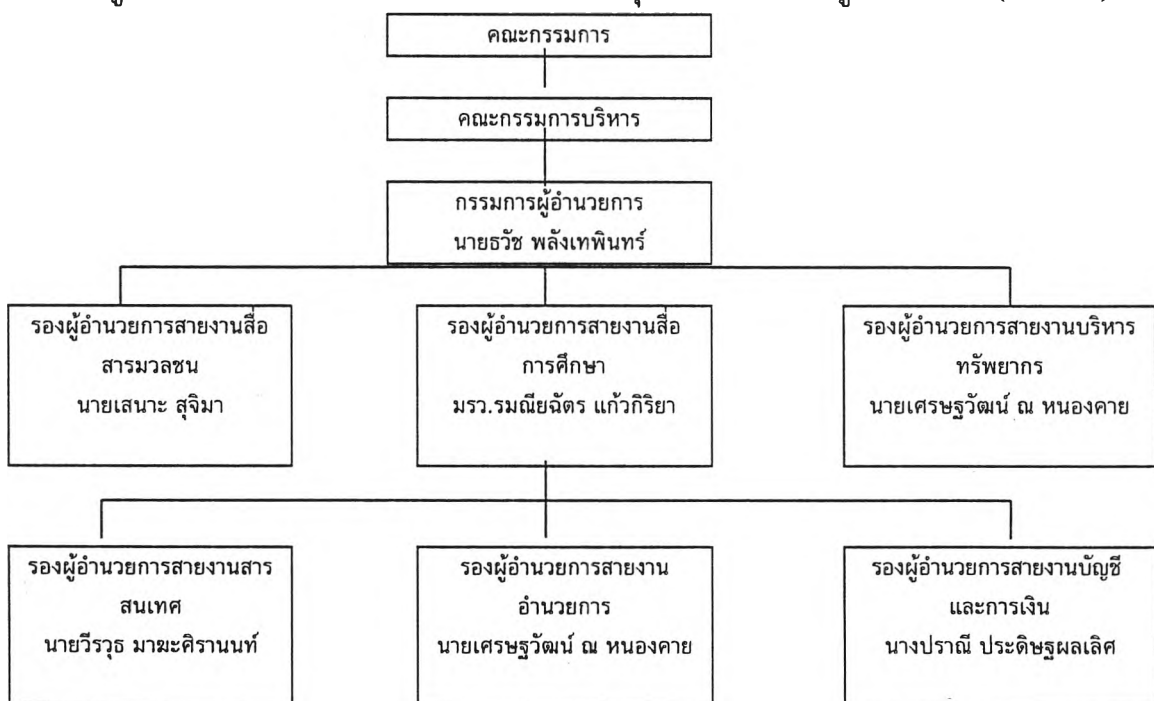 คณะกรรมการ
คณะกรรมการบริหาร
กรรมการผู้อำนวยการ
นายธวัช พลังเทพินทร์
รองผู้อำนวยการสายงานสื่อ
สารมวลชน
นายเสนาะ สุจิมา
รองผู้อำนวยการสายงานสื่อ
การศึกษา
มรว.รมณียฉัตร แก้วกิริยา
รองผู้อำนวยการสายงานบริหาร
ทรัพยากร
นายเศรษฐวัฒน์ ณ หนองคาย
รองผู้อำนวยการสายงานสาร
สนเทศ
นายวีรวุธ มาฆะศิรานนท์
รองผู้อำนวยการสายงาน
อำนวยการ
นายเศรษฐวัฒน์ ณ หนองคาย
รองผู้อำนวยการสายงานบัญชี
และการเงิน
นางปราณี ประดิษฐผลเลิศ